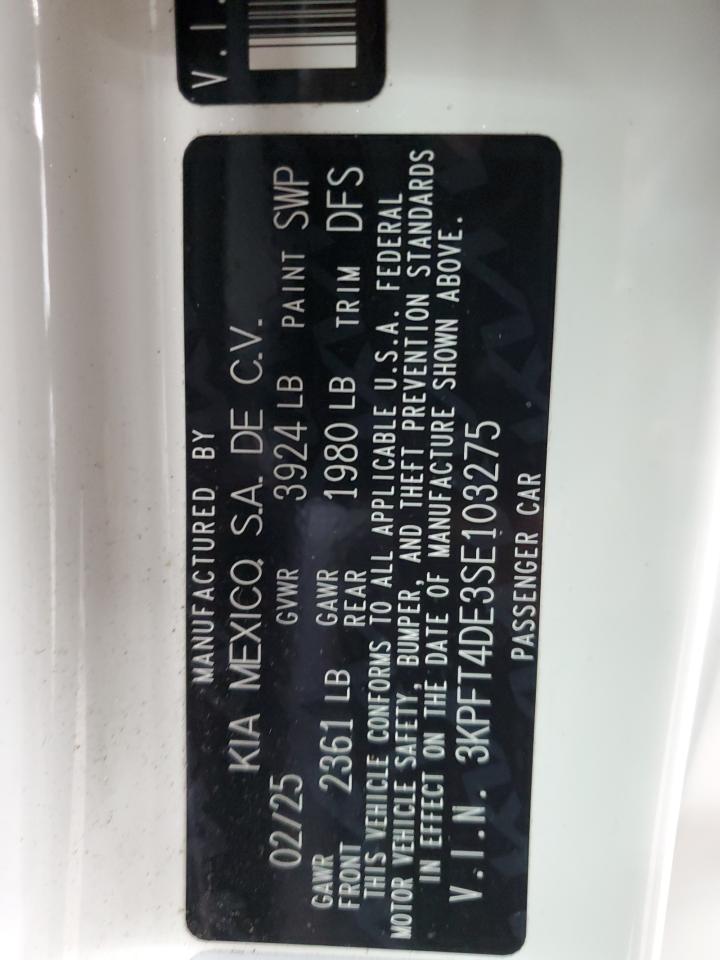 V.I.
MANUFACTURED BY
KIA MEXICO, S.A. DE C.V.
02/25 GVWR 3924 LB PAINT SWP
GAWR FRONT 2361 LB GAWR REAR 1980 LB TRIM DFS
THIS VEHICLE CONFORMS TO ALL APPLICABLE U.S.A. FEDERAL
MOTOR VEHICLE SAFETY, BUMPER, AND THEFT PREVENTION STANDARDS
IN EFFECT ON THE DATE OF MANUFACTURE SHOWN ABOVE.
V.I.N. 3KPFT4DE3SE103275
PASSENGER CAR